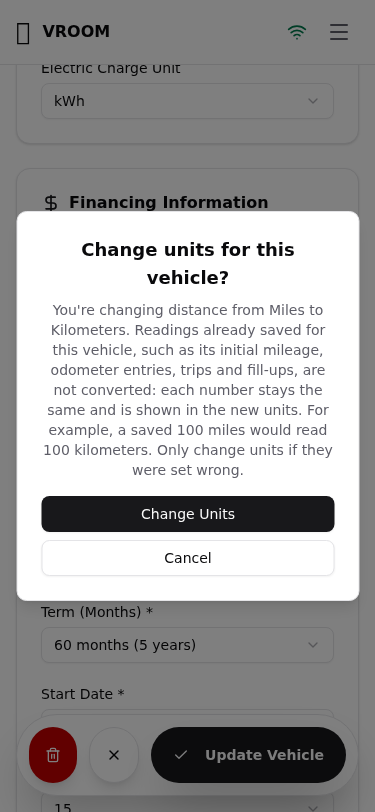 VROOM
Electric Charge Unit
kWh
Financing Information
Change units for this
vehicle?
You're changing distance from Miles to
Kilometers. Readings already saved for
this vehicle, such as its initial mileage,
odometer entries, trips and fill-ups, are
not converted: each number stays the
same and is shown in the new units. For
example, a saved 100 miles would read
100 kilometers. Only change units if they
were set wrong.
Change Units
Cancel
Term (Months) *
60 months (5 years)
Start Date *
Update Vehicle
15